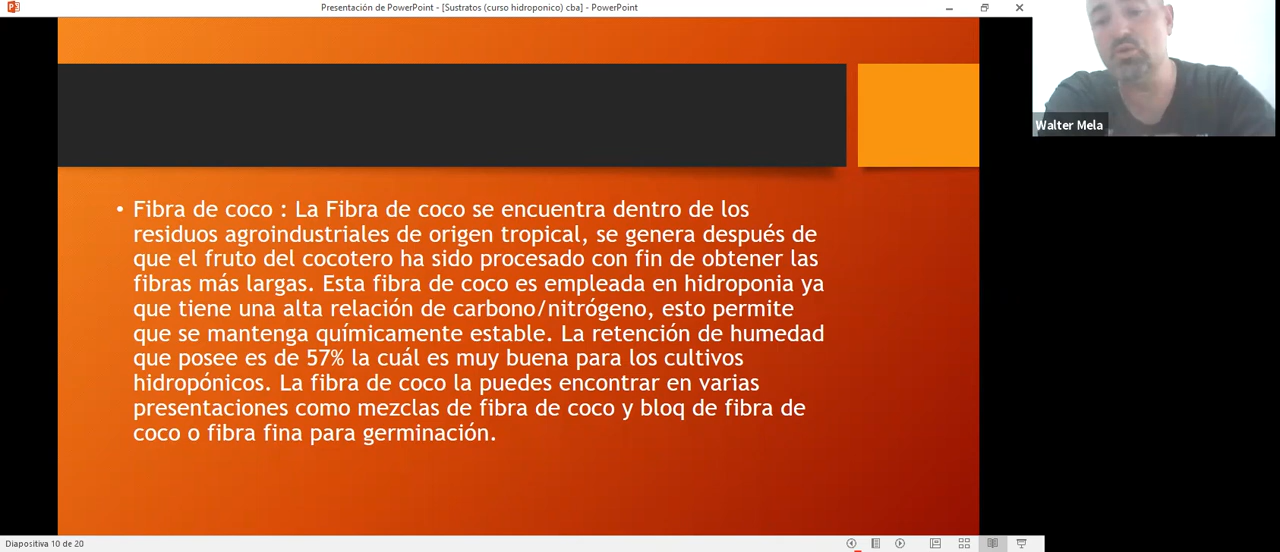 Presentación de PowerPoint - [Sustratos (curso hidroponico) cba] - PowerPoint
Walter Mela
• Fibra de coco : La Fibra de coco se encuentra dentro de los
residuos agroindustriales de origen tropical, se genera después de
que el fruto del cocotero ha sido procesado con fin de obtener las
fibras más largas. Esta fibra de coco es empleada en hidroponia ya
que tiene una alta relación de carbono/nitrógeno, esto permite
que se mantenga químicamente estable. La retención de humedad
que posee es de 57% la cuál es muy buena para los cultivos
hidropónicos. La fibra de coco la puedes encontrar en varias
presentaciones como mezclas de fibra de coco y bloq de fibra de
coco o fibra fina para germinación.
Diapositiva 10 de 20